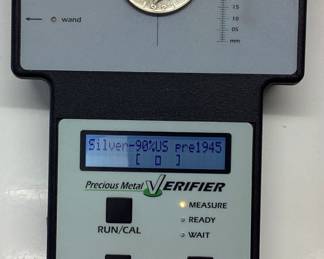 15
10
05
mm
wand
Silver-90%US pre1945
[ □ ]
Precious Metal VERIFIER
MEASURE
READY
WAIT
RUN/CAL